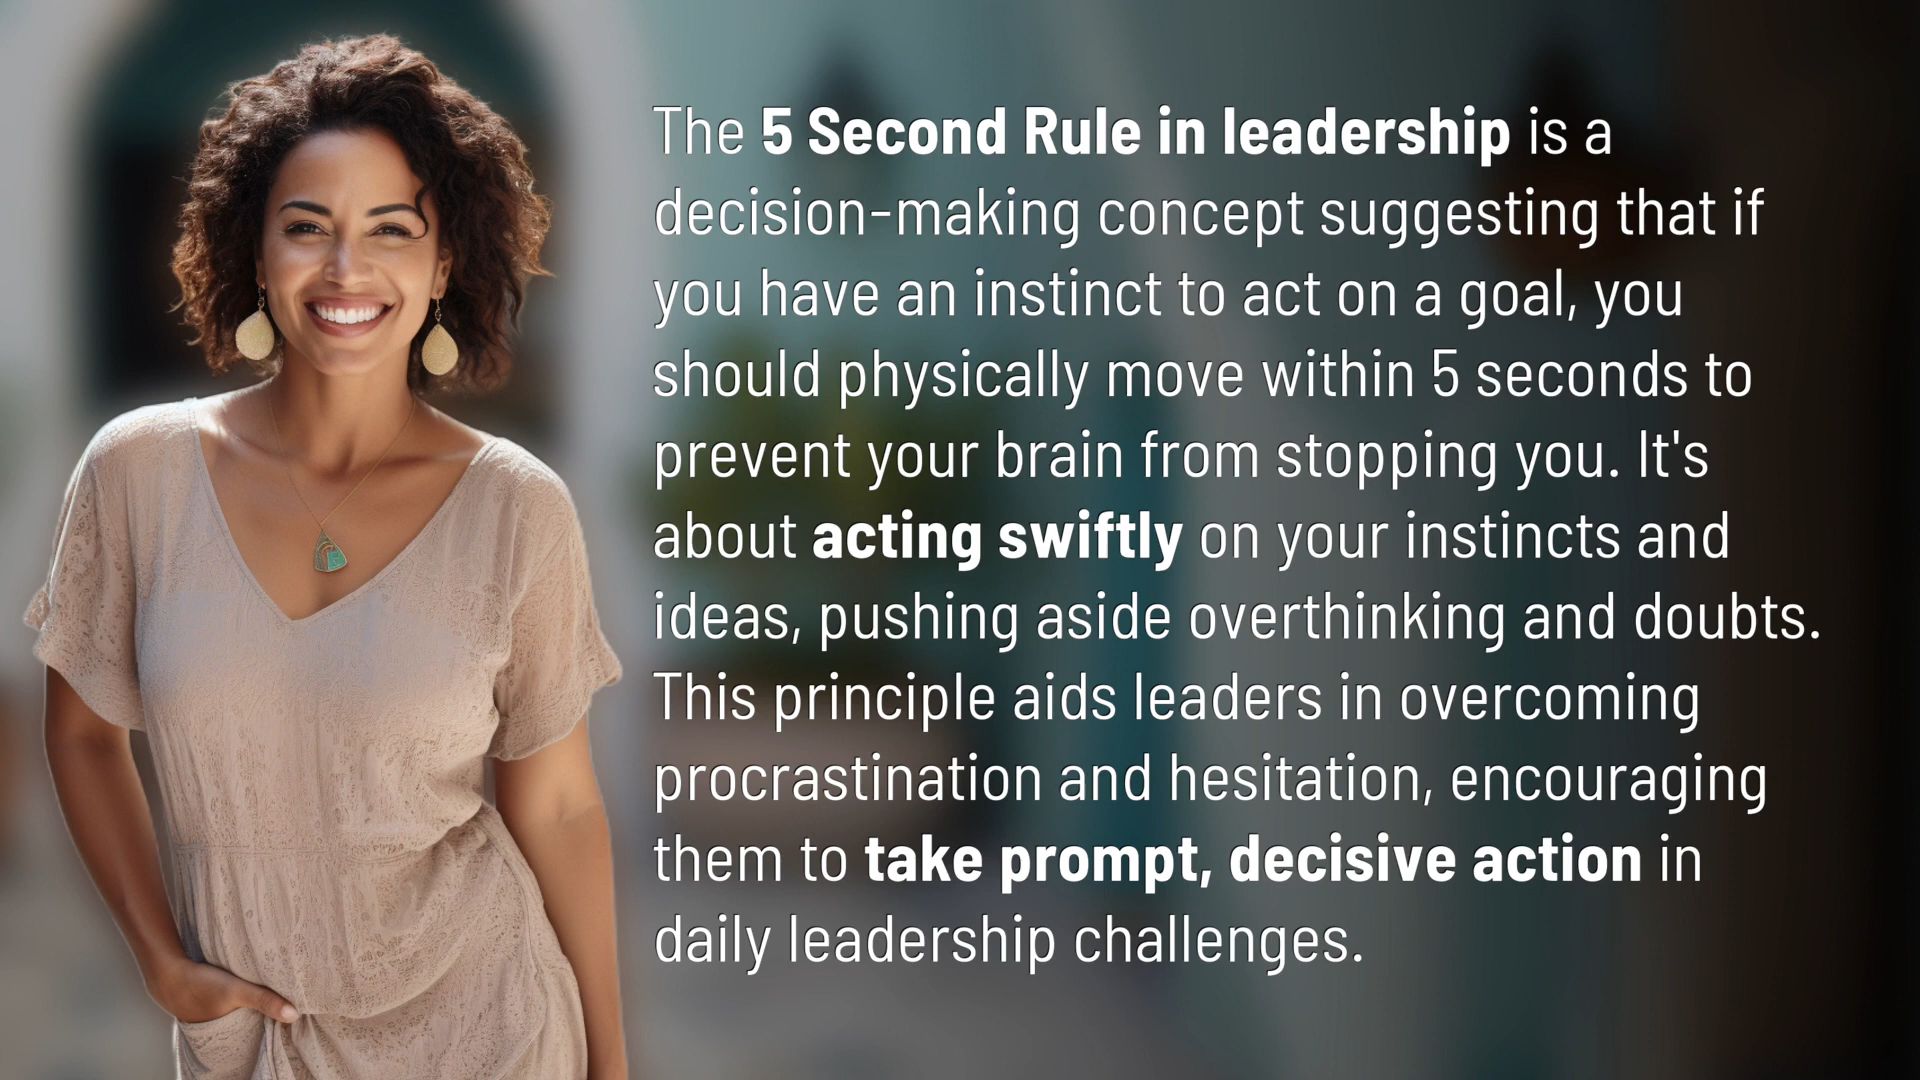 The 5 Second Rule in leadership is a
decision-making concept suggesting that if
you have an instinct to act on a goal, you
should physically move within 5 seconds to
prevent your brain from stopping you. It's
about acting swiftly on your instincts and
ideas, pushing aside overthinking and doubts.
This principle aids leaders in overcoming
procrastination and hesitation, encouraging
them to take prompt, decisive action in
daily leadership challenges.